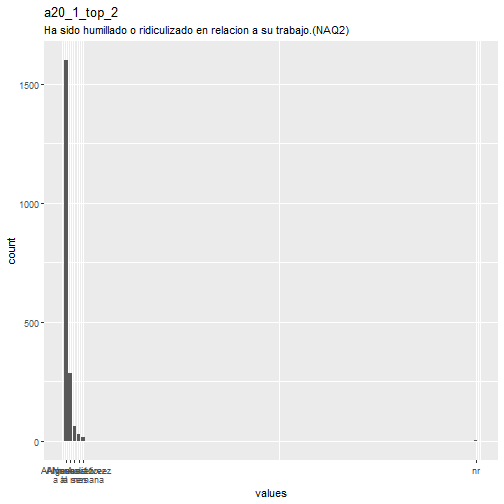 a20_1_top_2
Ha sido humillado o ridiculizado en relacion a su trabajo.(NAQ2)
1500
1000
500
0
count
nr
values